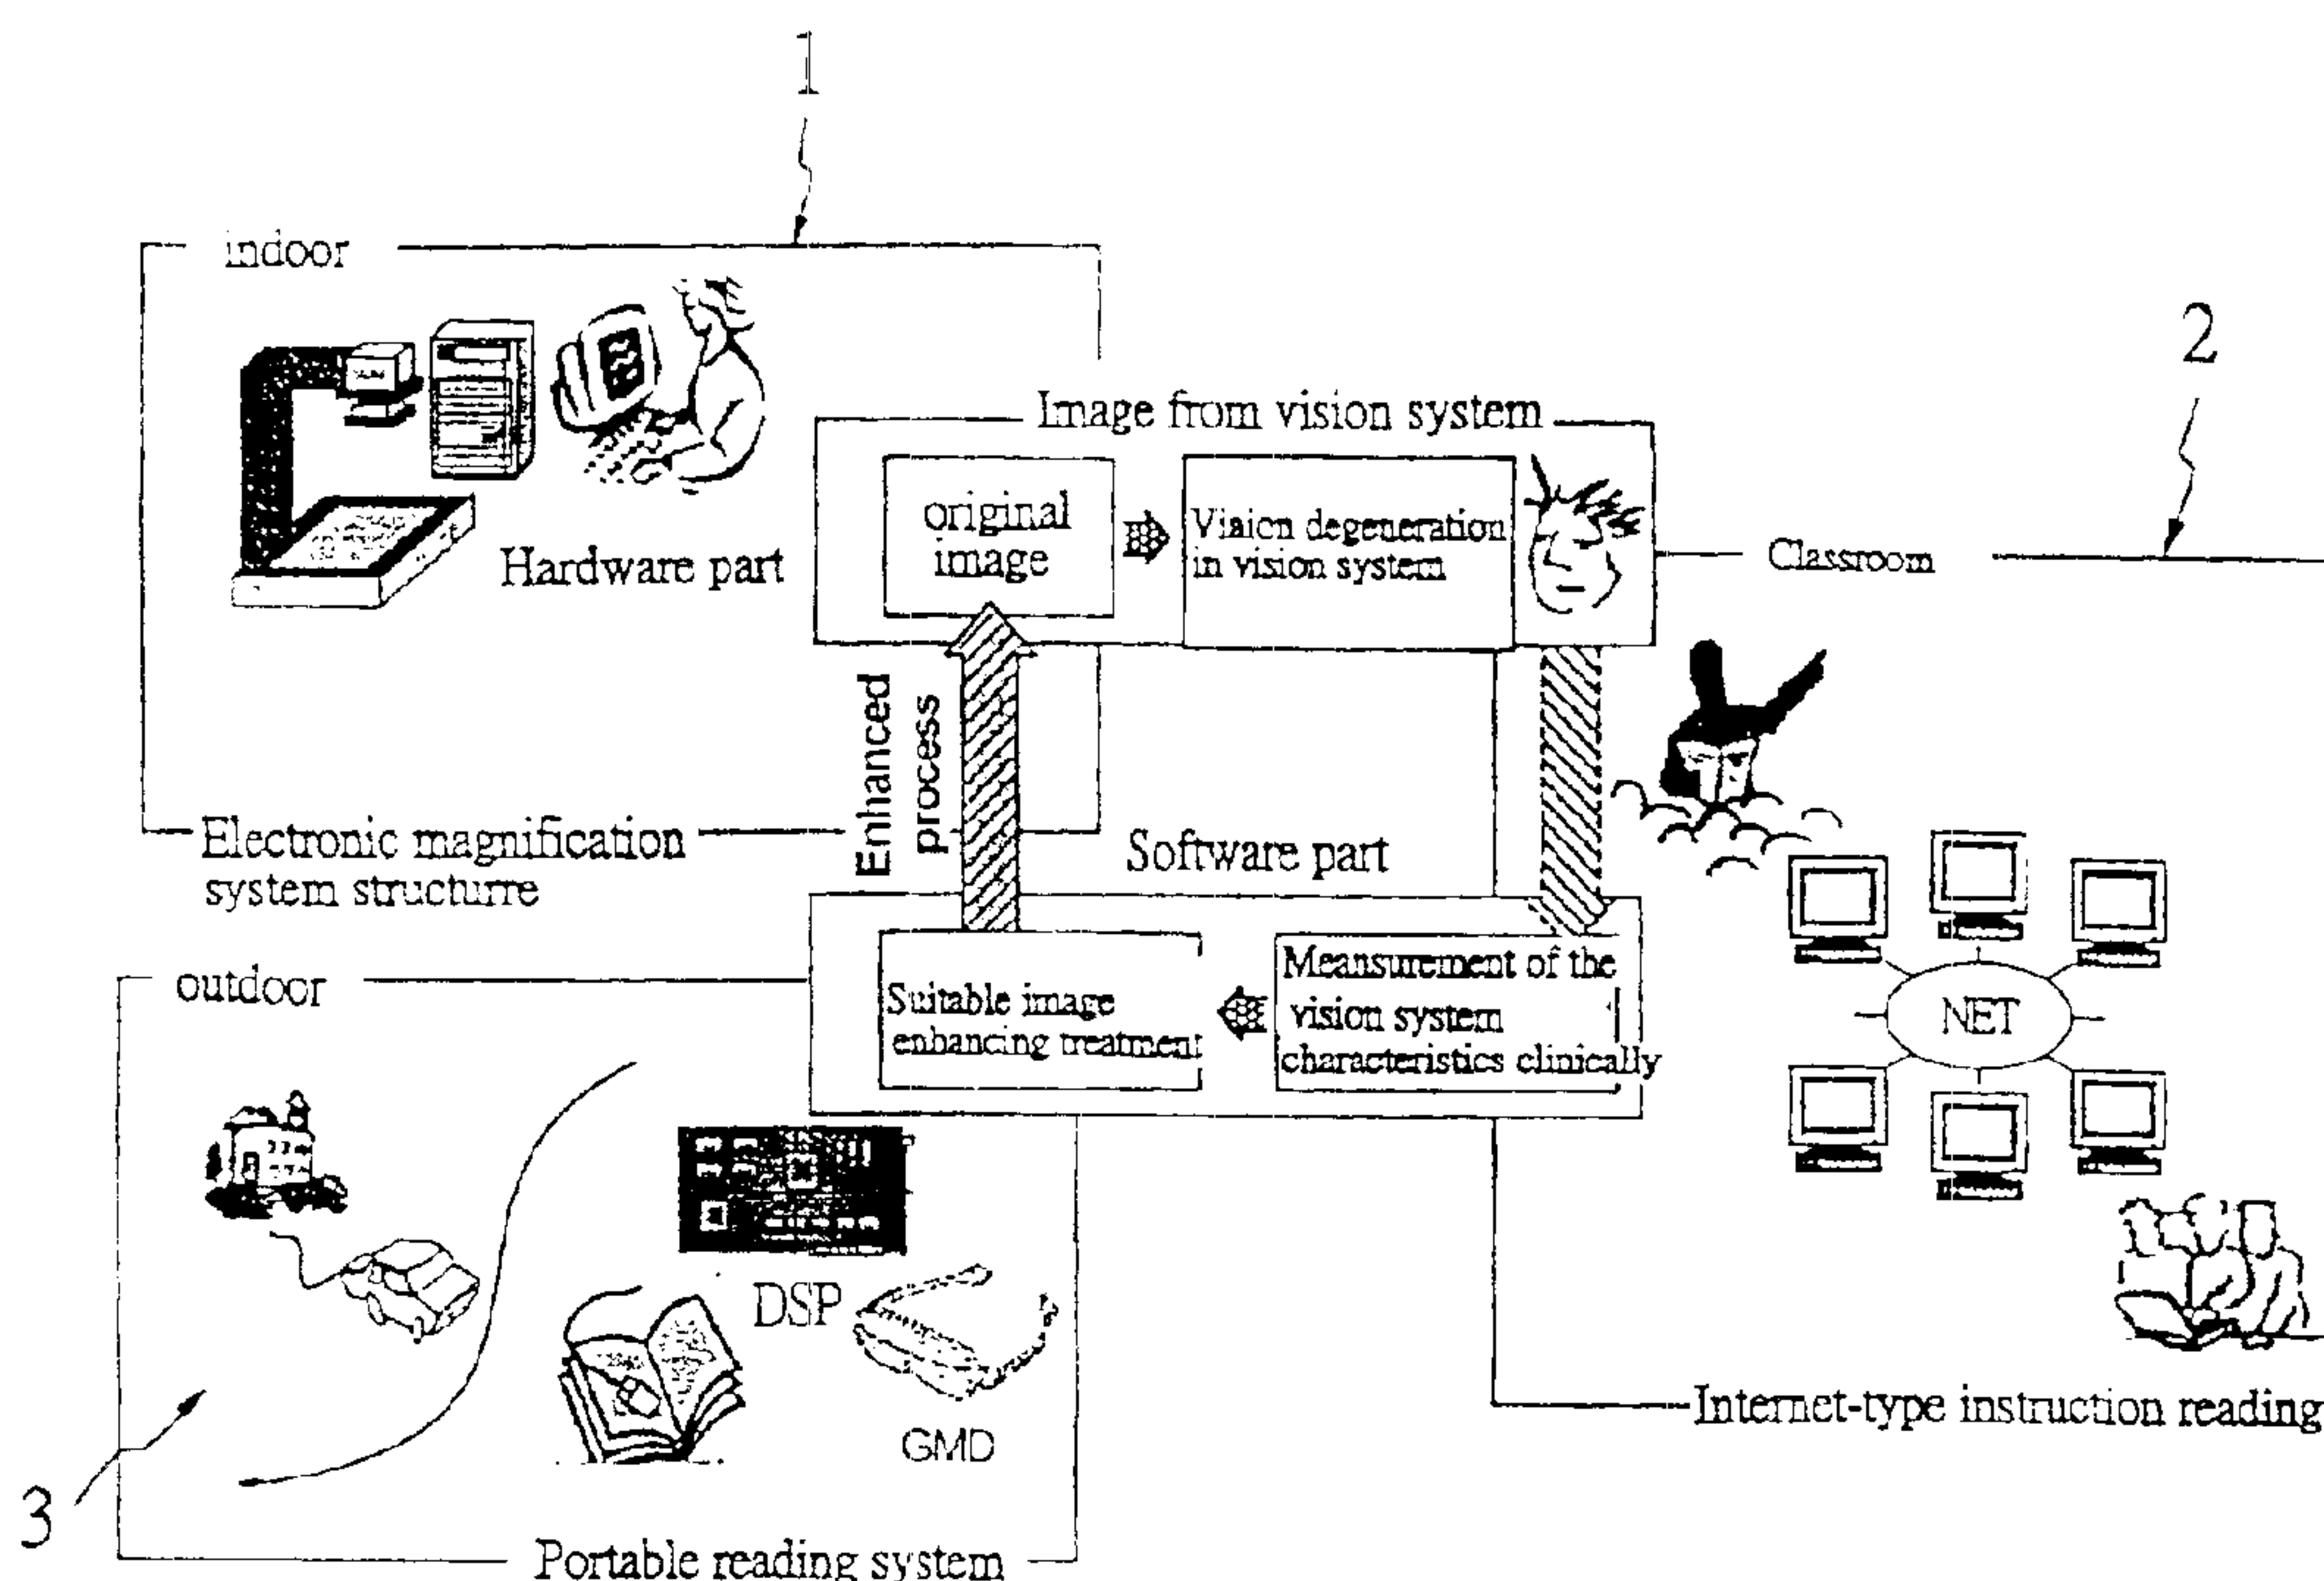 1
indoor
2
Image from vision system
original
image
Vision degeneration
in vision system
Classroom
Hardware part
Enhanced
process
Electronic magnification
system structurre
Software part
outdoor
Suitable image
enhancing treatment
Meansurement of the
vision system
characteristics clinically
NET
DSP
GMD
Internet-type instruction reading
3
Portable reading system